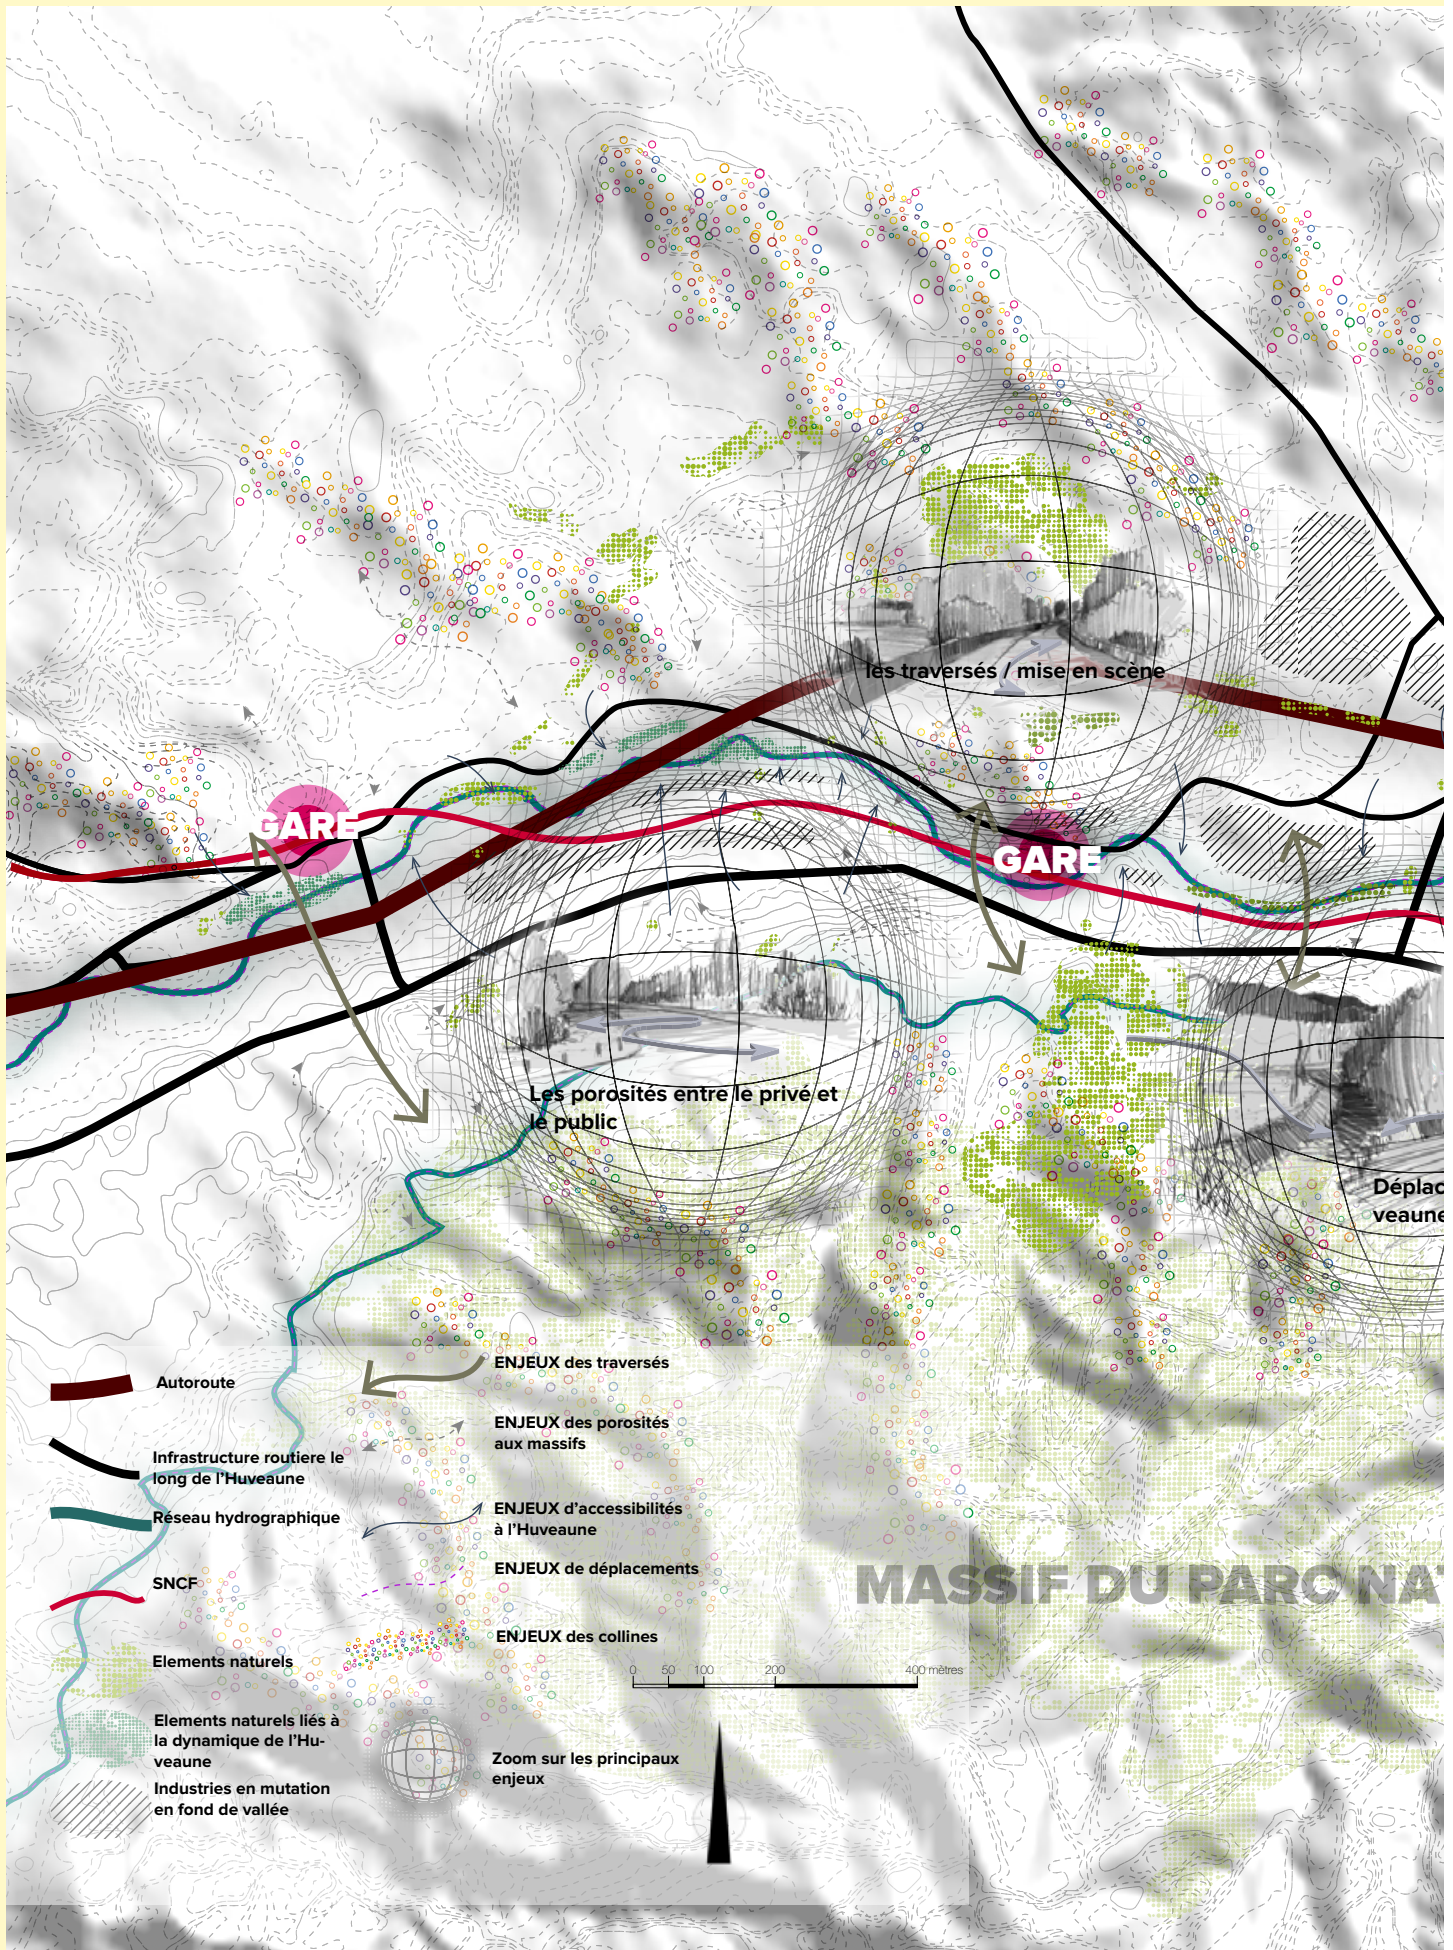 les traversés / mise en scène
GARE
GARE
Les porosités entre le privé et
le public
Déplac
veaune
Autoroute
Infrastructure routiere le
long de l'Huveaune
Réseau hydrographique
SNCF
Elements naturels
Elements naturels liés à
la dynamique de l'Hu-
veaune
Industries en mutation
en fond de vallée
ENJEUX des traversés
ENJEUX des porosités
aux massifs
ENJEUX d'accessibilités
à l'Huveaune
ENJEUX de déplacements
ENJEUX des collines
Zoom sur les principaux
enjeux
0 50 100 200 400 mètres
MASSIF DU PARC NAT